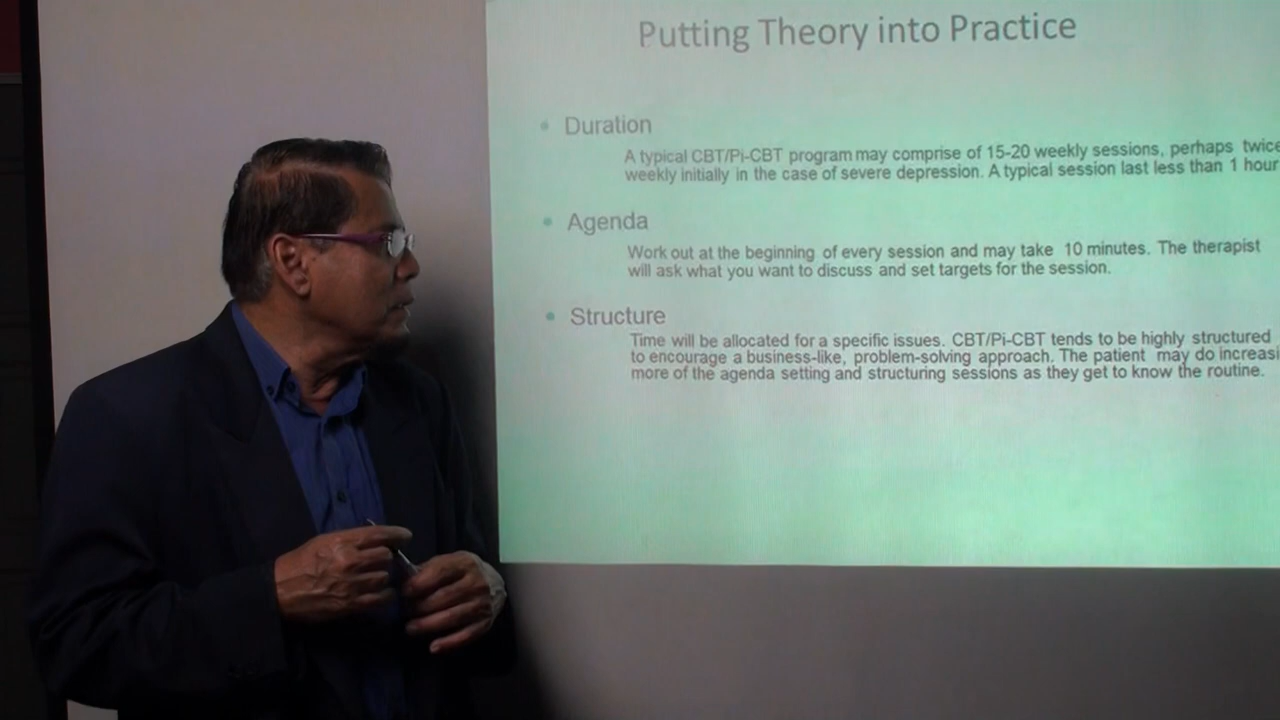 Putting Theory into Practice
• Duration
A typical CBT/Pi-CBT program may comprise of 15-20 weekly sessions, perhaps twice
weekly initially in the case of severe depression. A typical session last less than 1 hour
• Agenda
Work out at the beginning of every session and may take 10 minutes. The therapist
will ask what you want to discuss and set targets for the session.
• Structure
Time will be allocated for a specific issues. CBT/Pi-CBT tends to be highly structured
to encourage a business-like, problem-solving approach. The patient may do increasi
more of the agenda setting and structuring sessions as they get to know the routine.